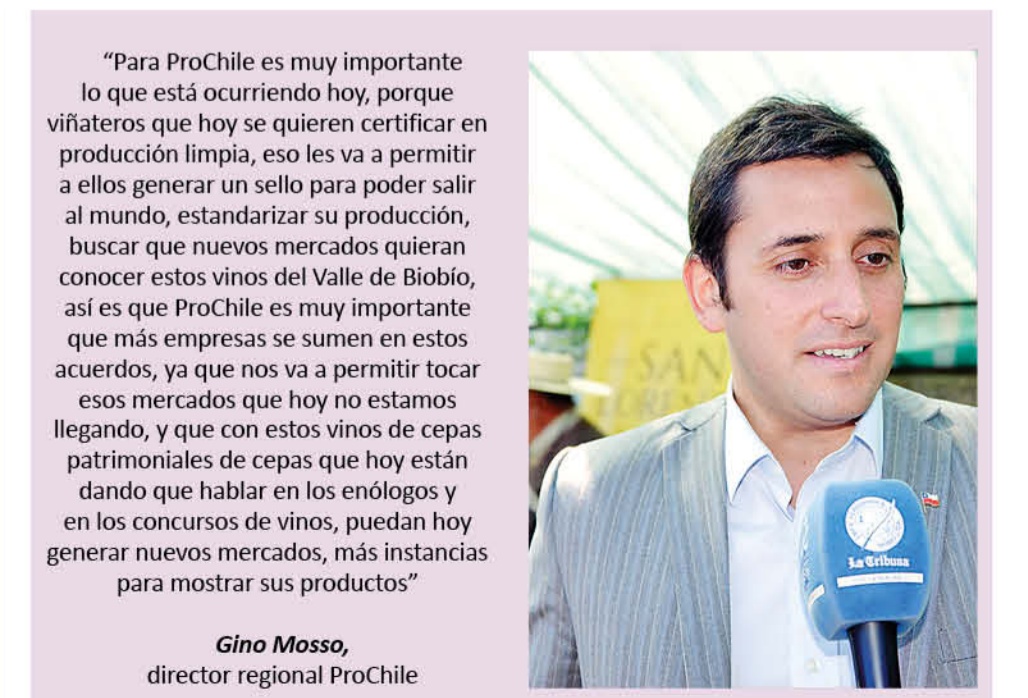 “Para ProChile es muy importante
lo que está ocurriendo hoy, porque
viñateros que hoy se quieren certificar en
producción limpia, eso les va a permitir
a ellos generar un sello para poder salir
al mundo, estandarizar su producción,
buscar que nuevos mercados quieran
conocer estos vinos del Valle de Biobío,
así es que ProChile es muy importante
que más empresas se sumen en estos
acuerdos, ya que nos va a permitir tocar
esos mercados que hoy no estamos
llegando, y que con estos vinos de cepas
patrimoniales de cepas que hoy están
dando que hablar en los enólogos y
en los concursos de vinos, puedan hoy
generar nuevos mercados, más instancias
para mostrar sus productos”
Gino Mosso,
director regional ProChile
SAN
La Tribuna